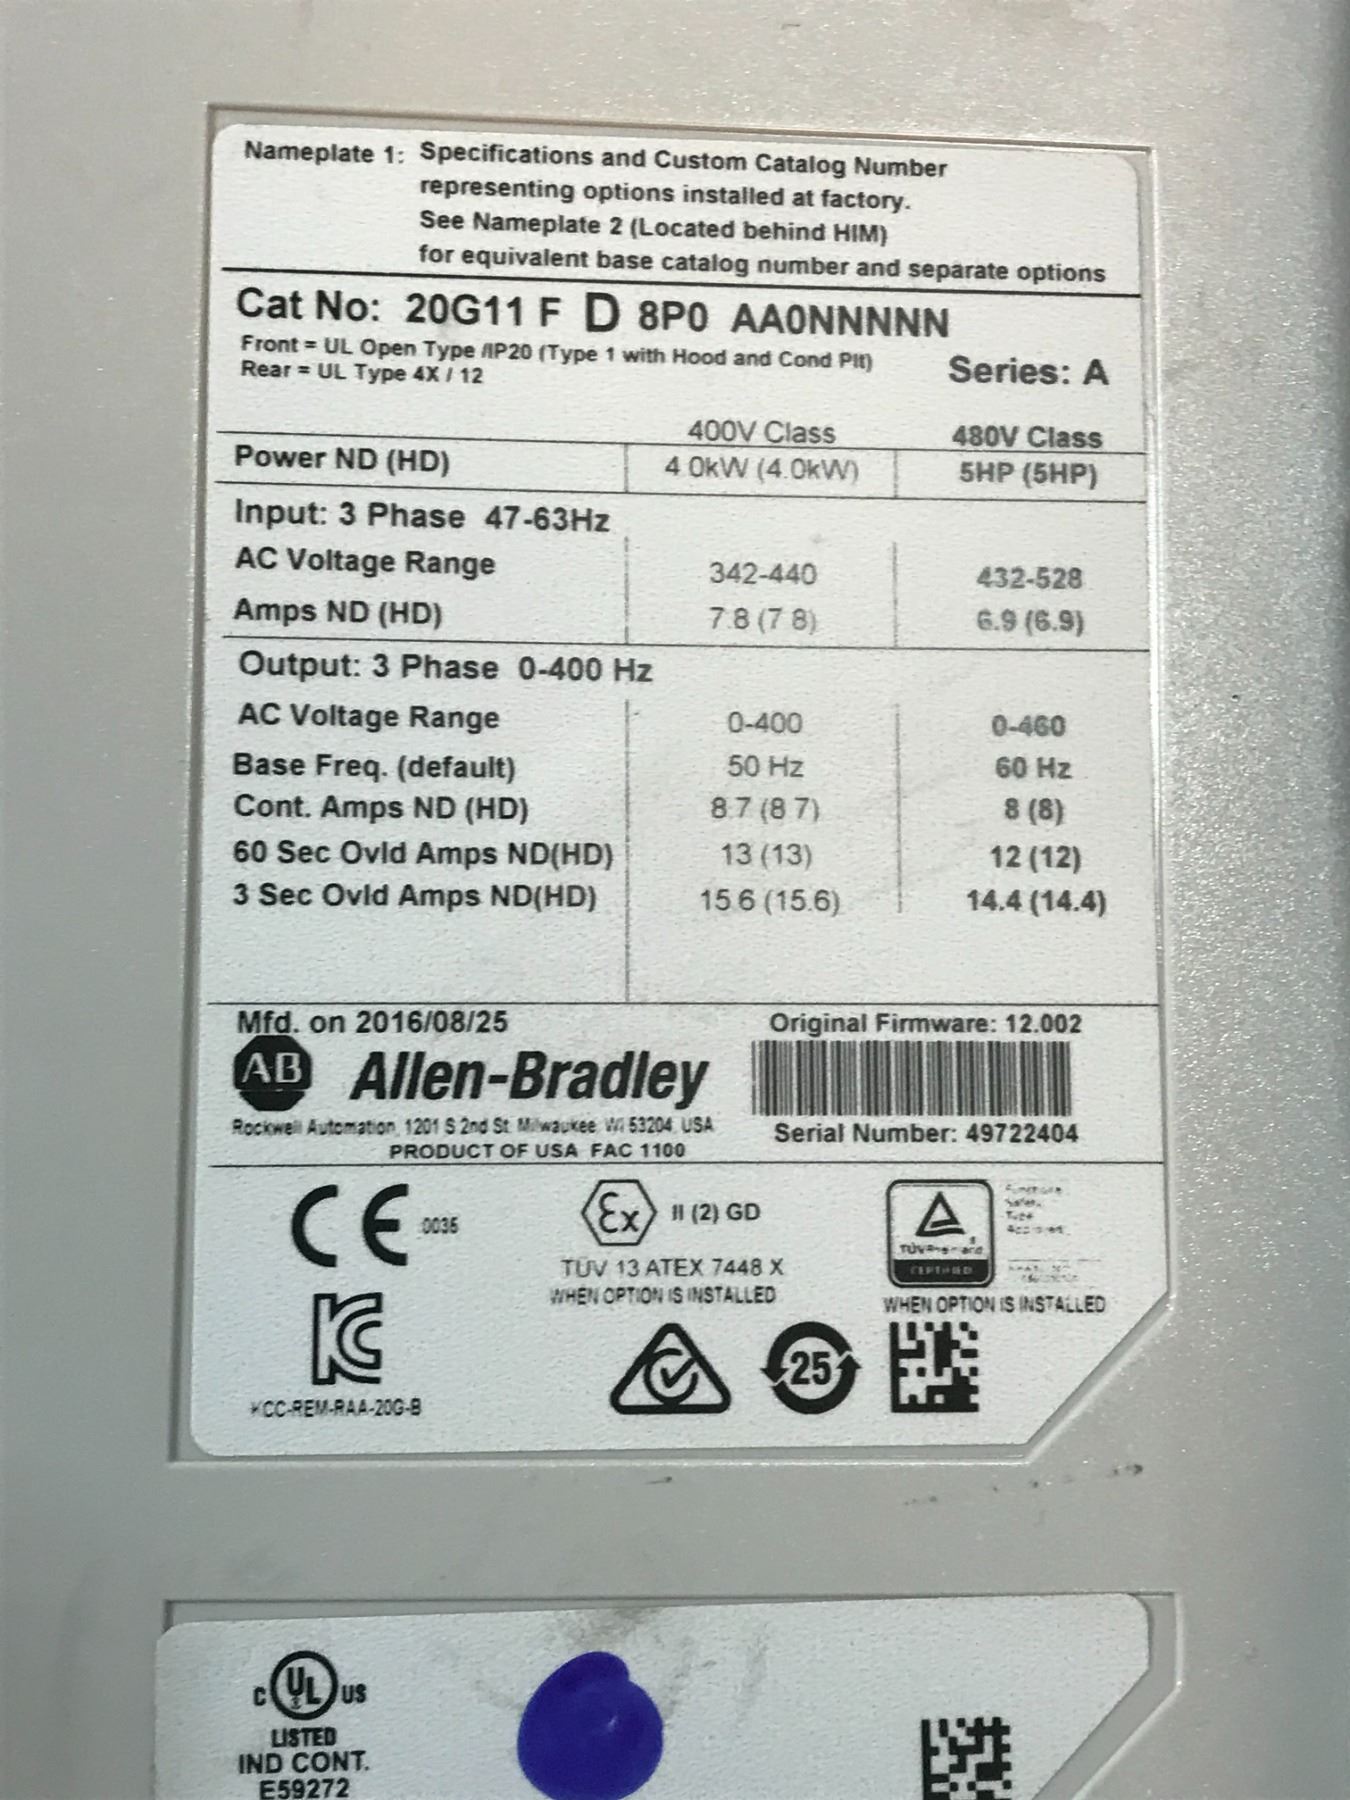 Nameplate 1: Specifications and Custom Catalog Number
representing options installed at factory.
See Nameplate 2 (Located behind HIM)
for equivalent base catalog number and separate options
Cat No: 20G11 F D 8P0 AA0NNNNN
Front = UL Open Type /IP20 (Type 1 with Hood and Cond Plt)
Rear = UL Type 4X / 12
Series: A
400V Class 480V Class
Power ND (HD) 4.0kW (4.0kW) 5HP (5HP)
Input: 3 Phase 47-63Hz
AC Voltage Range 342-440 432-528
Amps ND (HD) 7.8 (7.8) 6.9 (6.9)
Output: 3 Phase 0-400 Hz
AC Voltage Range 0-400 0-460
Base Freq. (default) 50 Hz 60 Hz
Cont. Amps ND (HD) 8.7 (8.7) 8 (8)
60 Sec Ovld Amps ND(HD) 13 (13) 12 (12)
3 Sec Ovld Amps ND(HD) 15.6 (15.6) 14.4 (14.4)
Mfd. on 2016/08/25 Original Firmware: 12.002
AB Allen-Bradley
Rockwell Automation, 1201 S 2nd St. Milwaukee, Wi 53204, USA
PRODUCT OF USA FAC 1100
Serial Number: 49722404
CE 0035
Ex II (2) GD
TÜV 13 ATEX 7448 X
WHEN OPTION IS INSTALLED
Functional
Safety
Type
Approved
TÜVRheinland
CERTIFIED
WHEN OPTION IS INSTALLED
KC
KCC-REM-RAA-20G-B
25
C UL US
LISTED
IND CONT.
E59272